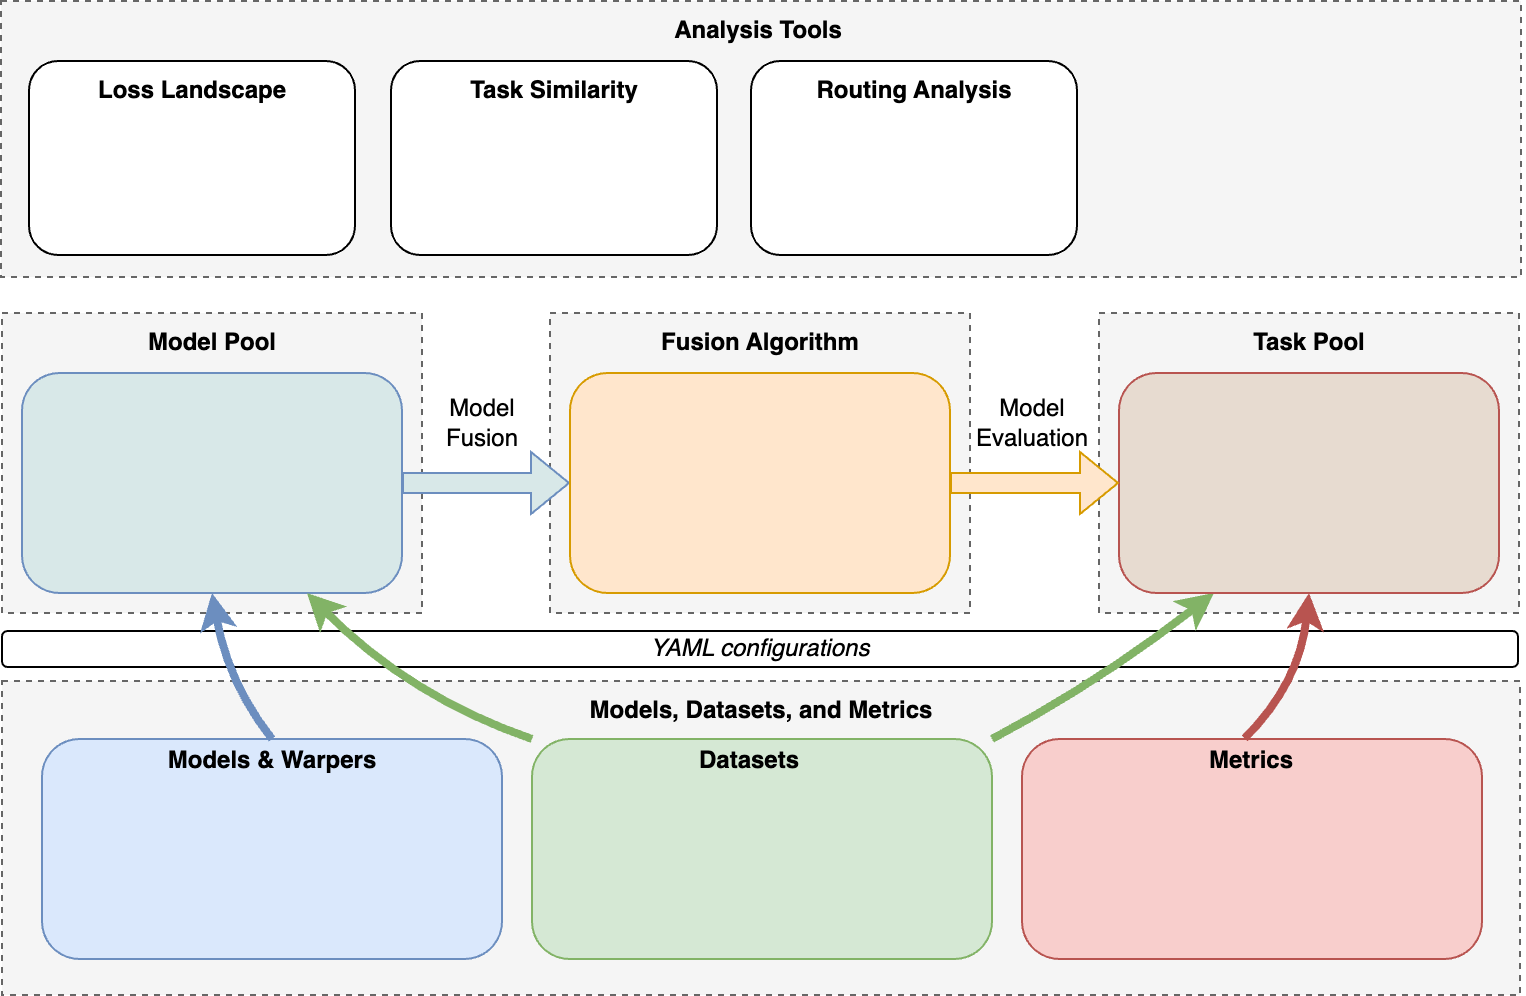 Analysis Tools
Loss Landscape
Task Similarity
Routing Analysis
Model Pool
Fusion Algorithm
Task Pool
Model
Fusion
Model
Evaluation
YAML configurations
Models, Datasets, and Metrics
Models & Warpers
Datasets
Metrics